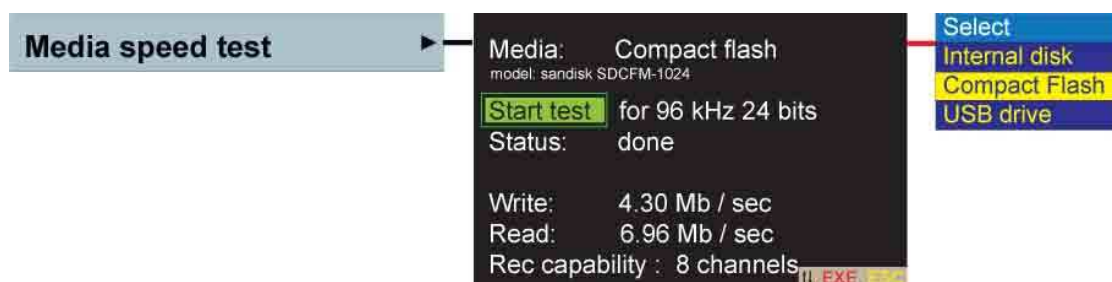 Media speed test
Media: Compact flash
model: sandisk SDCFM-1024
Start test for 96 kHz 24 bits
Status: done
Write: 4.30 Mb / sec
Read: 6.96 Mb / sec
Rec capability : 8 channels
EXE ESC
Select
Internal disk
Compact Flash
USB drive